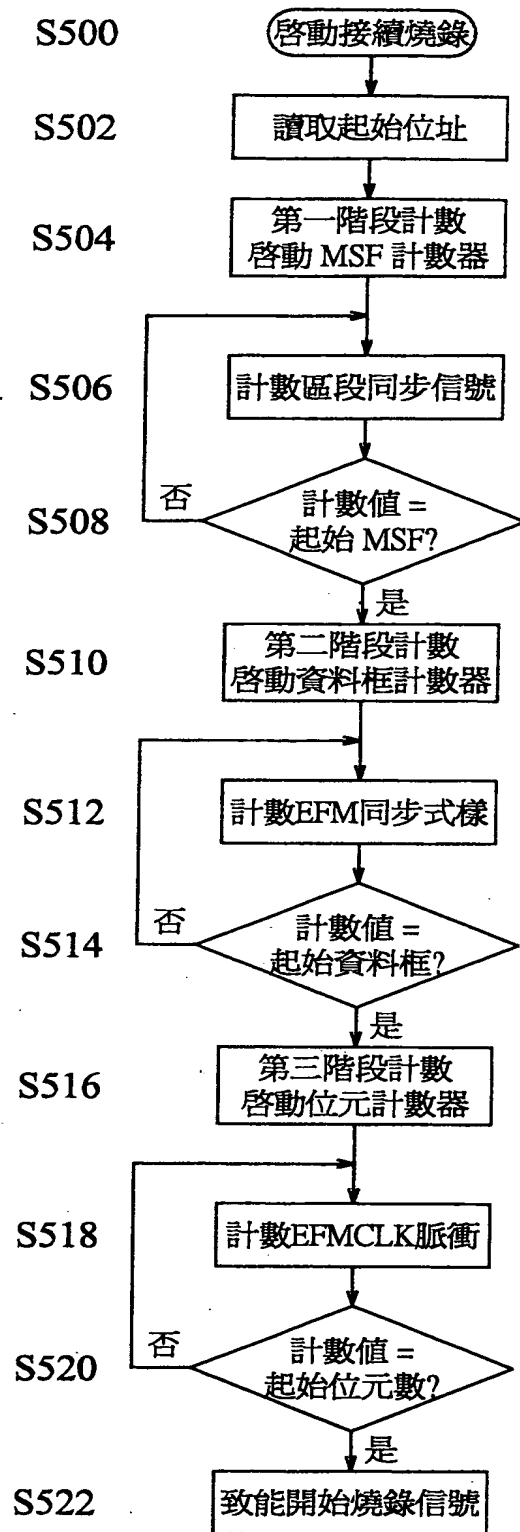 S500
啓動接續燒錄
S502
讀取起始位址
S504
第一階段計數
啓動 MSF 計數器
S506
計數區段同步信號
S508
計數值 =
起始 MSF?
否
是
S510
第二階段計數
啓動資料框計數器
S512
計數EFM同步式樣
S514
計數值 =
起始資料框?
否
是
S516
第三階段計數
啓動位元計數器
S518
計數EFMCLK脈衝
S520
計數值 =
起始位元數?
否
是
S522
致能開始燒錄信號